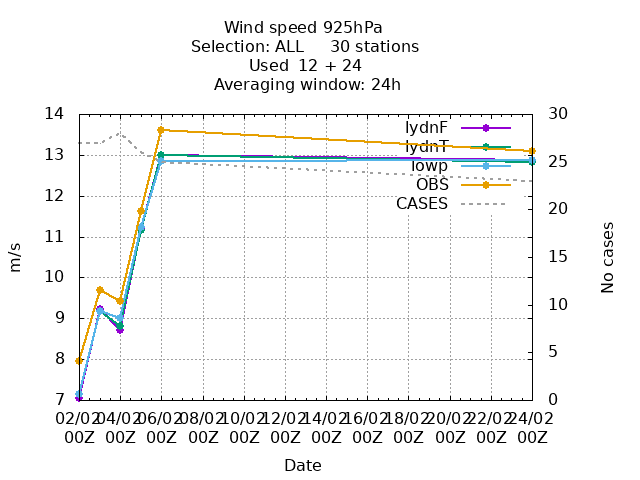 Wind speed 925hPa
Selection: ALL 30 stations
Used 12 + 24
Averaging window: 24h
14 30
lydnF
lydnT
13 25
iowp
OBS
12 CASES 20
11 15
m/s No cases
10 10
9
8 5
7 0
02/02 04/02 06/02 08/02 10/02 12/02 14/02 16/02 18/02 20/02 22/02 24/02
00Z 00Z 00Z 00Z 00Z 00Z 00Z 00Z 00Z 00Z 00Z 00Z
Date